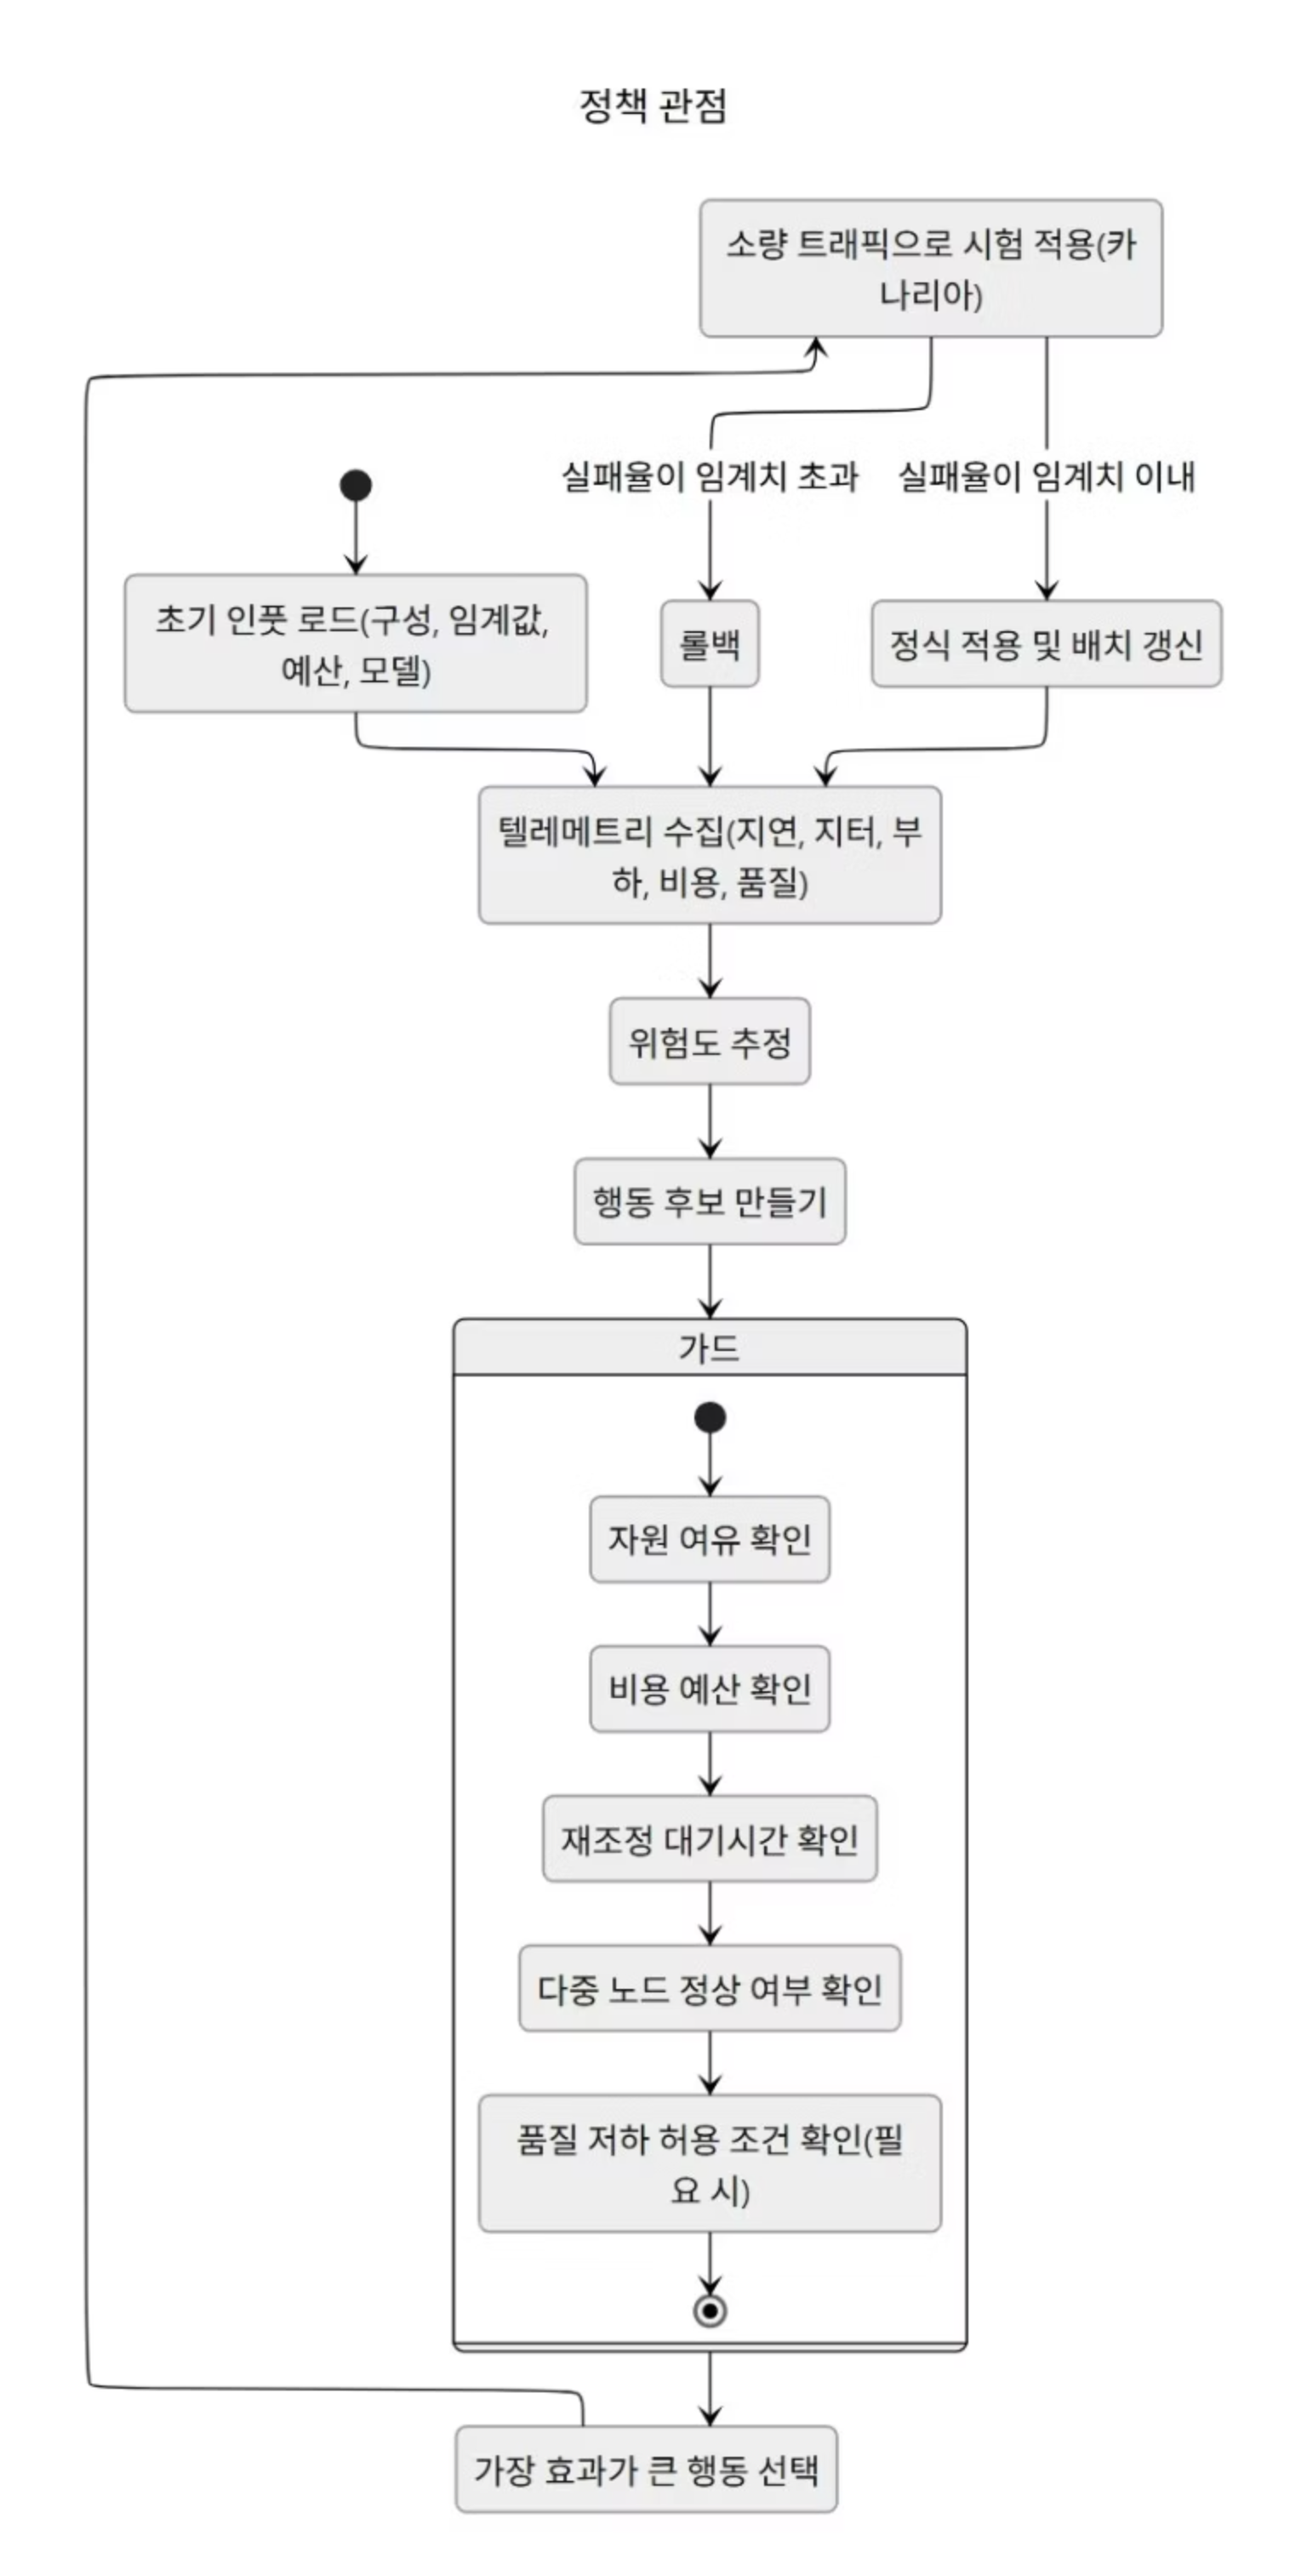 정책 관점
소량 트래픽으로 시험 적용(카
나리아)
실패율이 임계치 초과
실패율이 임계치 이내
초기 인풋 로드(구성, 임계값,
예산, 모델)
롤백
정식 적용 및 배치 갱신
텔레메트리 수집(지연, 지터, 부
하, 비용, 품질)
위험도 추정
행동 후보 만들기
가드
자원 여유 확인
비용 예산 확인
재조정 대기시간 확인
다중 노드 정상 여부 확인
품질 저하 허용 조건 확인(필
요 시)
가장 효과가 큰 행동 선택